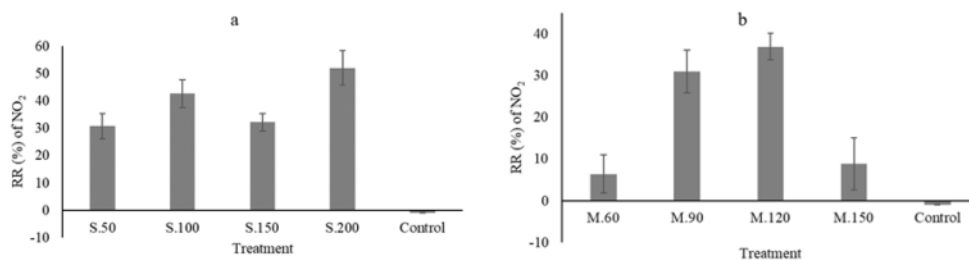 a
60
50
40
30
20
10
0
-10
RR (%) of NO₂
S.50 S.100 S.150 S.200 Control
Treatment
b
40
30
20
10
0
-10
RR (%) of NO₂
M.60 M.90 M.120 M.150 Control
Treatment